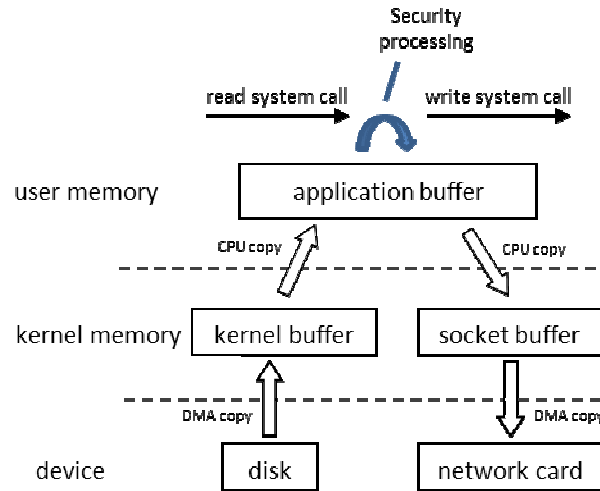 Security
processing
read system call
write system call
user memory
application buffer
CPU copy
CPU copy
kernel memory
kernel buffer
socket buffer
DMA copy
DMA copy
device
disk
network card